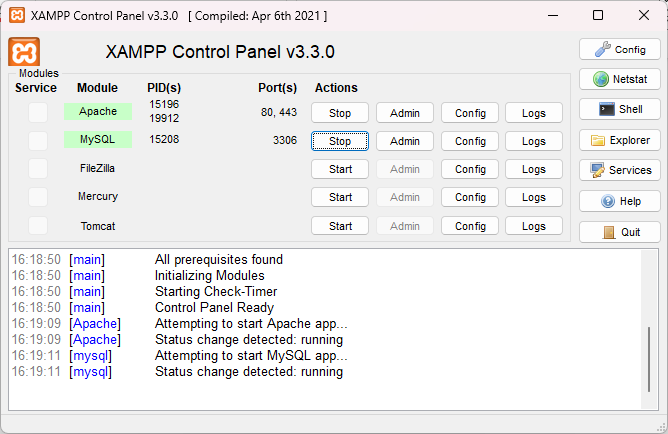 XAMPP Control Panel v3.3.0 [ Compiled: Apr 6th 2021 ]
XAMPP Control Panel v3.3.0
Config
Modules
Service Module PID(s) Port(s) Actions
Netstat
Apache 15196 19912 80, 443 Stop Admin Config Logs
Shell
MySQL 15208 3306 Stop Admin Config Logs
Explorer
FileZilla Start Admin Config Logs
Services
Mercury Start Admin Config Logs
Help
Tomcat Start Admin Config Logs
Quit
16:18:50 [main] All prerequisites found
16:18:50 [main] Initializing Modules
16:18:50 [main] Starting Check-Timer
16:18:50 [main] Control Panel Ready
16:19:09 [Apache] Attempting to start Apache app...
16:19:09 [Apache] Status change detected: running
16:19:11 [mysql] Attempting to start MySQL app...
16:19:11 [mysql] Status change detected: running